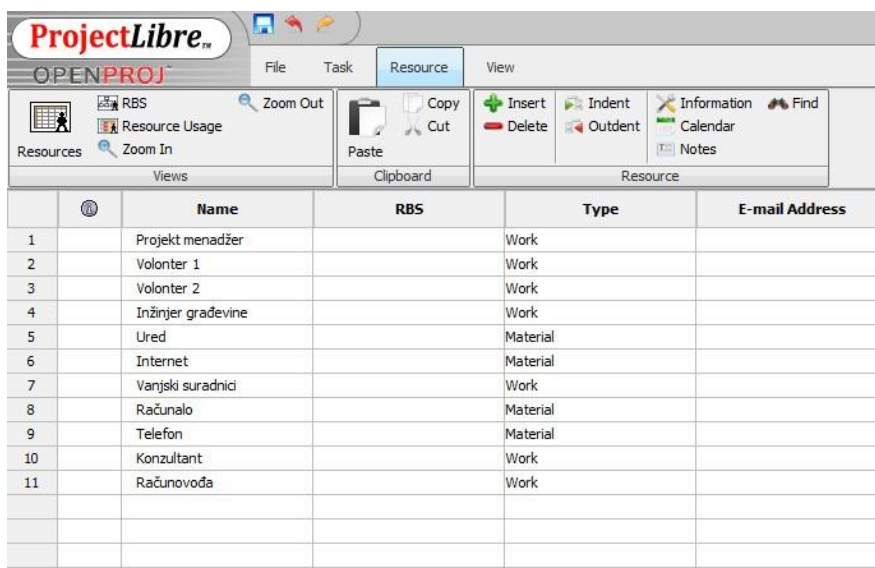 ProjectLibre™
OPENPROJ
File Task Resource View
RBS Zoom Out Copy Insert Indent Information Find
Resource Usage Cut Delete Outdent Calendar
Resources Zoom In Paste Notes
Views Clipboard Resource
Name RBS Type E-mail Address
1 Projekt menadžer Work
2 Volonter 1 Work
3 Volonter 2 Work
4 Inžinjer građevine Work
5 Ured Material
6 Internet Material
7 Vanjski suradnici Work
8 Računalo Material
9 Telefon Material
10 Konzultant Work
11 Računovođa Work